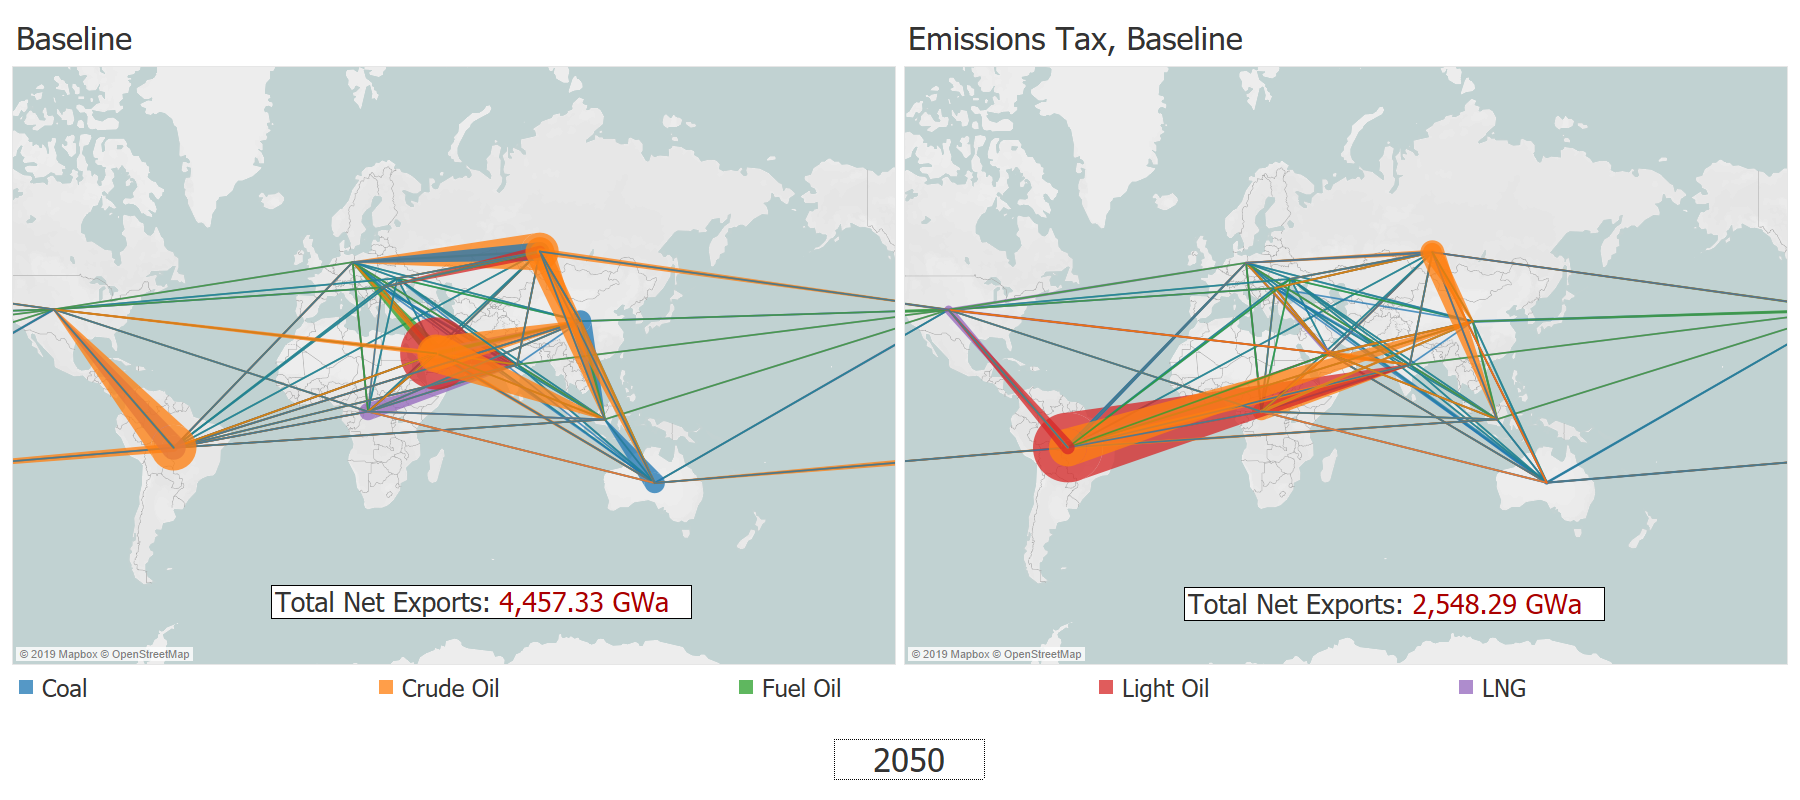 Baseline
Emissions Tax, Baseline
Total Net Exports: 4,457.33 GWa
Total Net Exports: 2,548.29 GWa
© 2019 Mapbox © OpenStreetMap
© 2019 Mapbox © OpenStreetMap
Coal
Crude Oil
Fuel Oil
Light Oil
LNG
2050